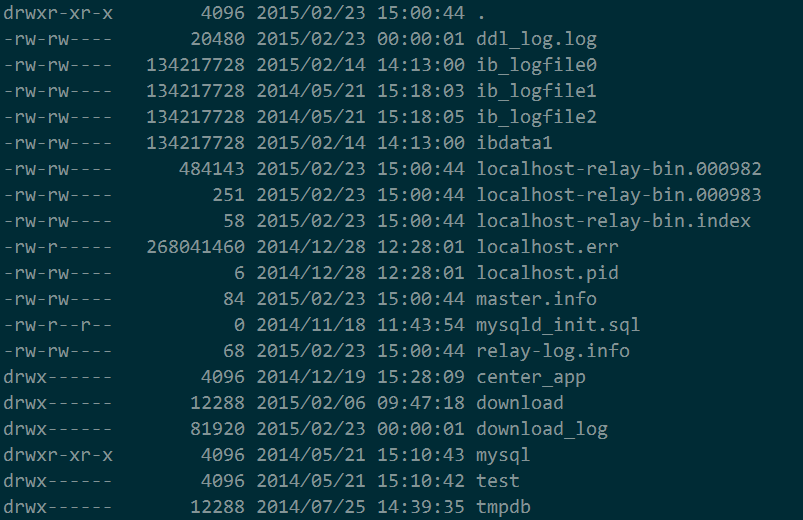 drwxr-xr-x        4096 2015/02/23 15:00:44 .
-rw-rw----       20480 2015/02/23 00:00:01 ddl_log.log
-rw-rw----   134217728 2015/02/14 14:13:00 ib_logfile0
-rw-rw----   134217728 2014/05/21 15:18:03 ib_logfile1
-rw-rw----   134217728 2014/05/21 15:18:05 ib_logfile2
-rw-rw----   134217728 2015/02/14 14:13:00 ibdata1
-rw-rw----      484143 2015/02/23 15:00:44 localhost-relay-bin.000982
-rw-rw----         251 2015/02/23 15:00:44 localhost-relay-bin.000983
-rw-rw----          58 2015/02/23 15:00:44 localhost-relay-bin.index
-rw-r-----   268041460 2014/12/28 12:28:01 localhost.err
-rw-rw----           6 2014/12/28 12:28:01 localhost.pid
-rw-rw----          84 2015/02/23 15:00:44 master.info
-rw-r--r--           0 2014/11/18 11:43:54 mysqld_init.sql
-rw-rw----          68 2015/02/23 15:00:44 relay-log.info
drwx------        4096 2014/12/19 15:28:09 center_app
drwx------       12288 2015/02/06 09:47:18 download
drwx------       81920 2015/02/23 00:00:01 download_log
drwxr-xr-x        4096 2014/05/21 15:10:43 mysql
drwx------        4096 2014/05/21 15:10:42 test
drwx------       12288 2014/07/25 14:39:35 tmpdb